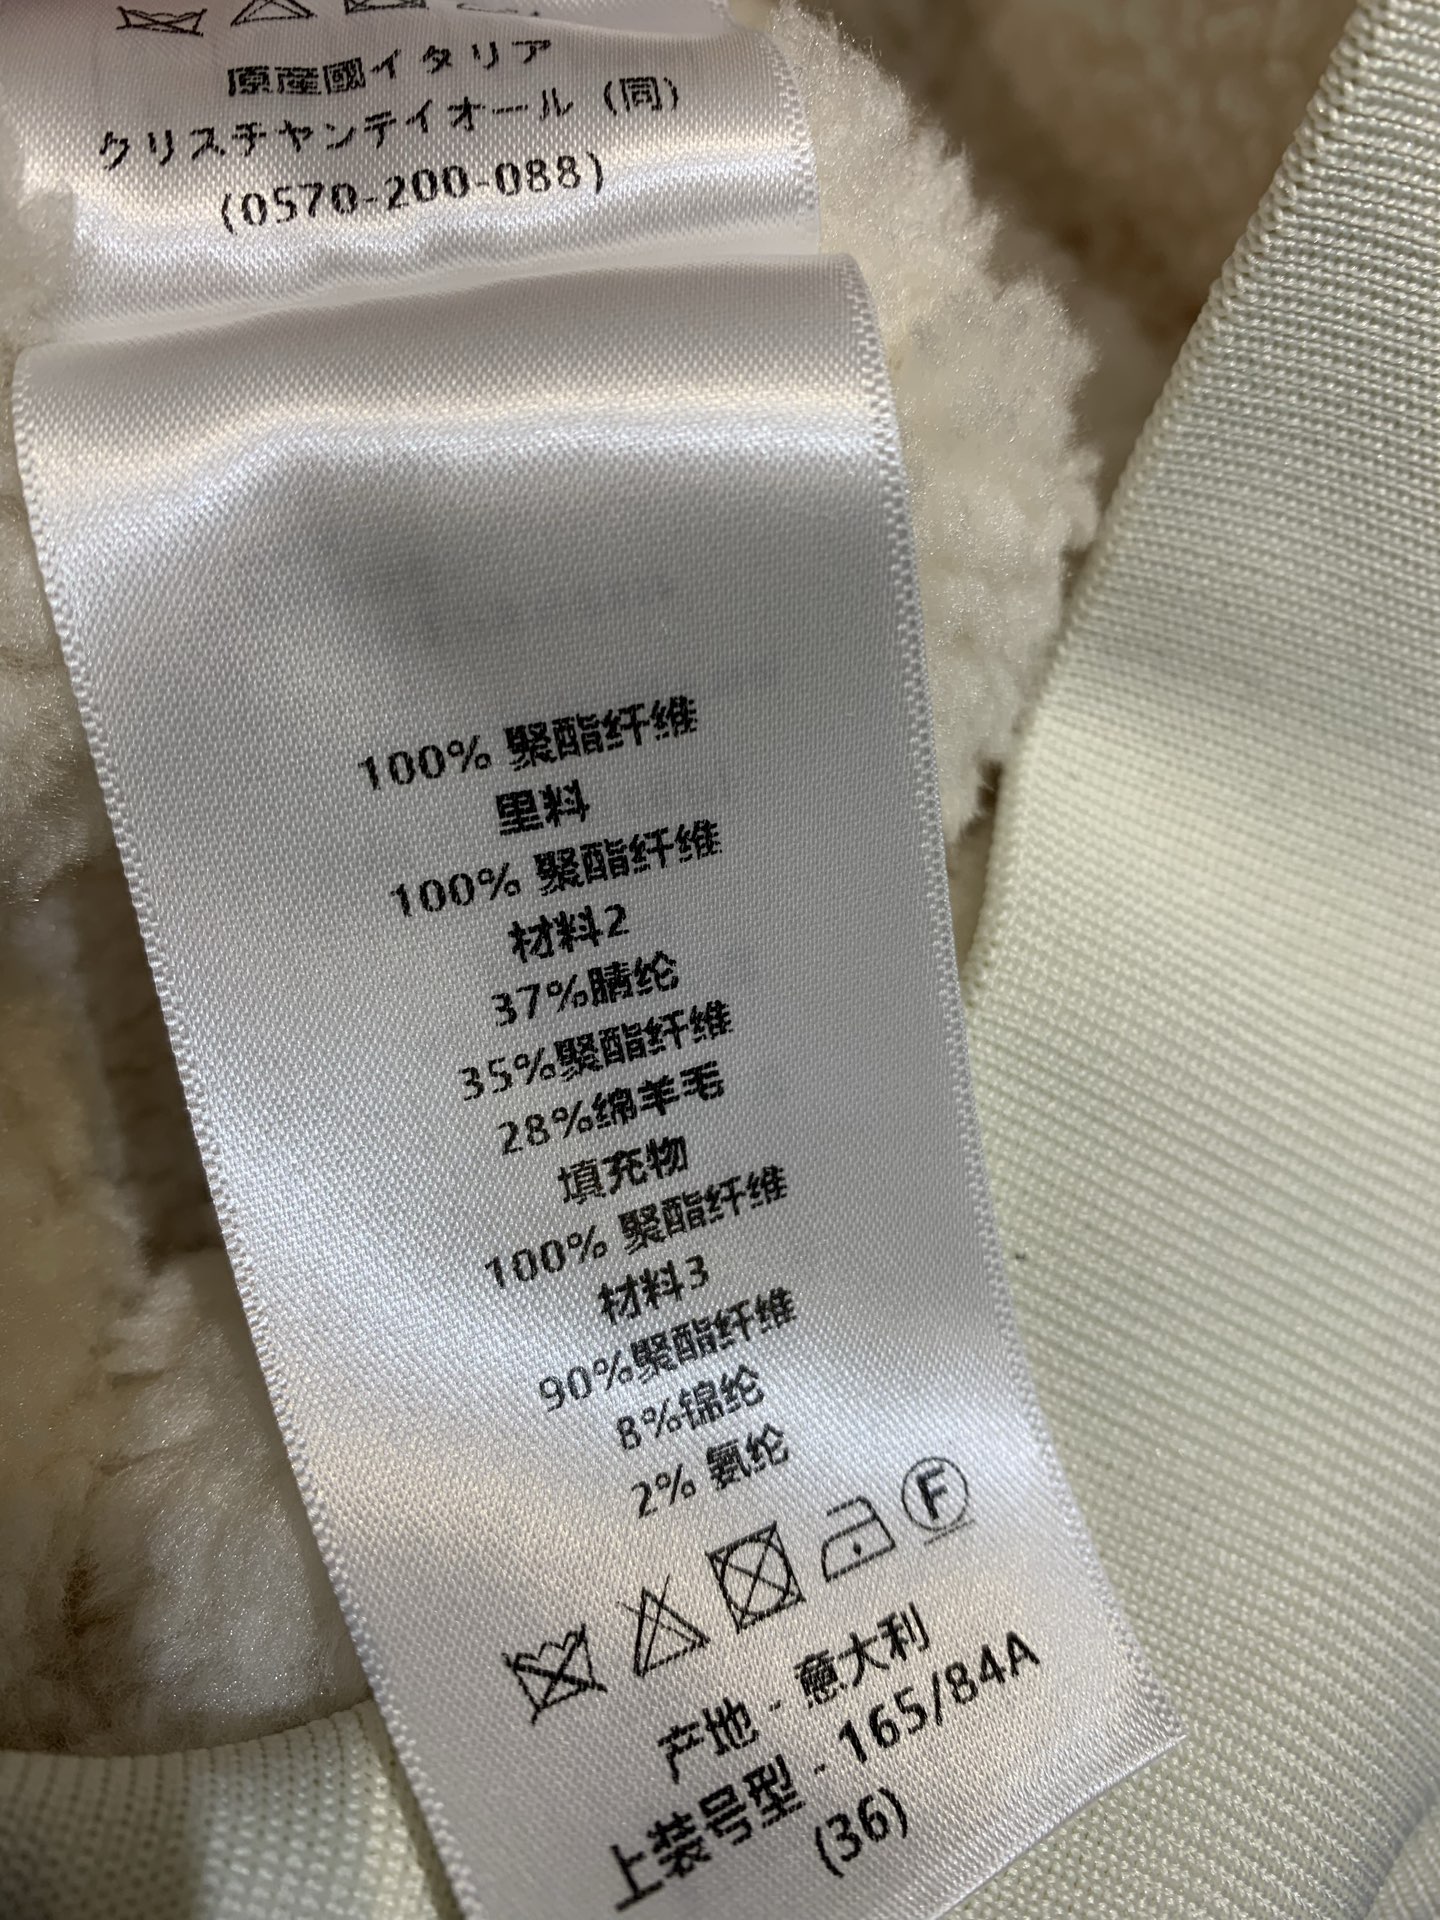 原産國イタリア
クリスチャンディオール (同)
(0570-200-088)
100% 聚酯纤维
里料
100% 聚酯纤维
材料2
37%腈纶
35%聚酯纤维
28%绵羊毛
填充物
100% 聚酯纤维
材料3
90%聚酯纤维
8%锦纶
2% 氨纶
F
产地 - 意大利
上装号型 - 165/84A
(36)